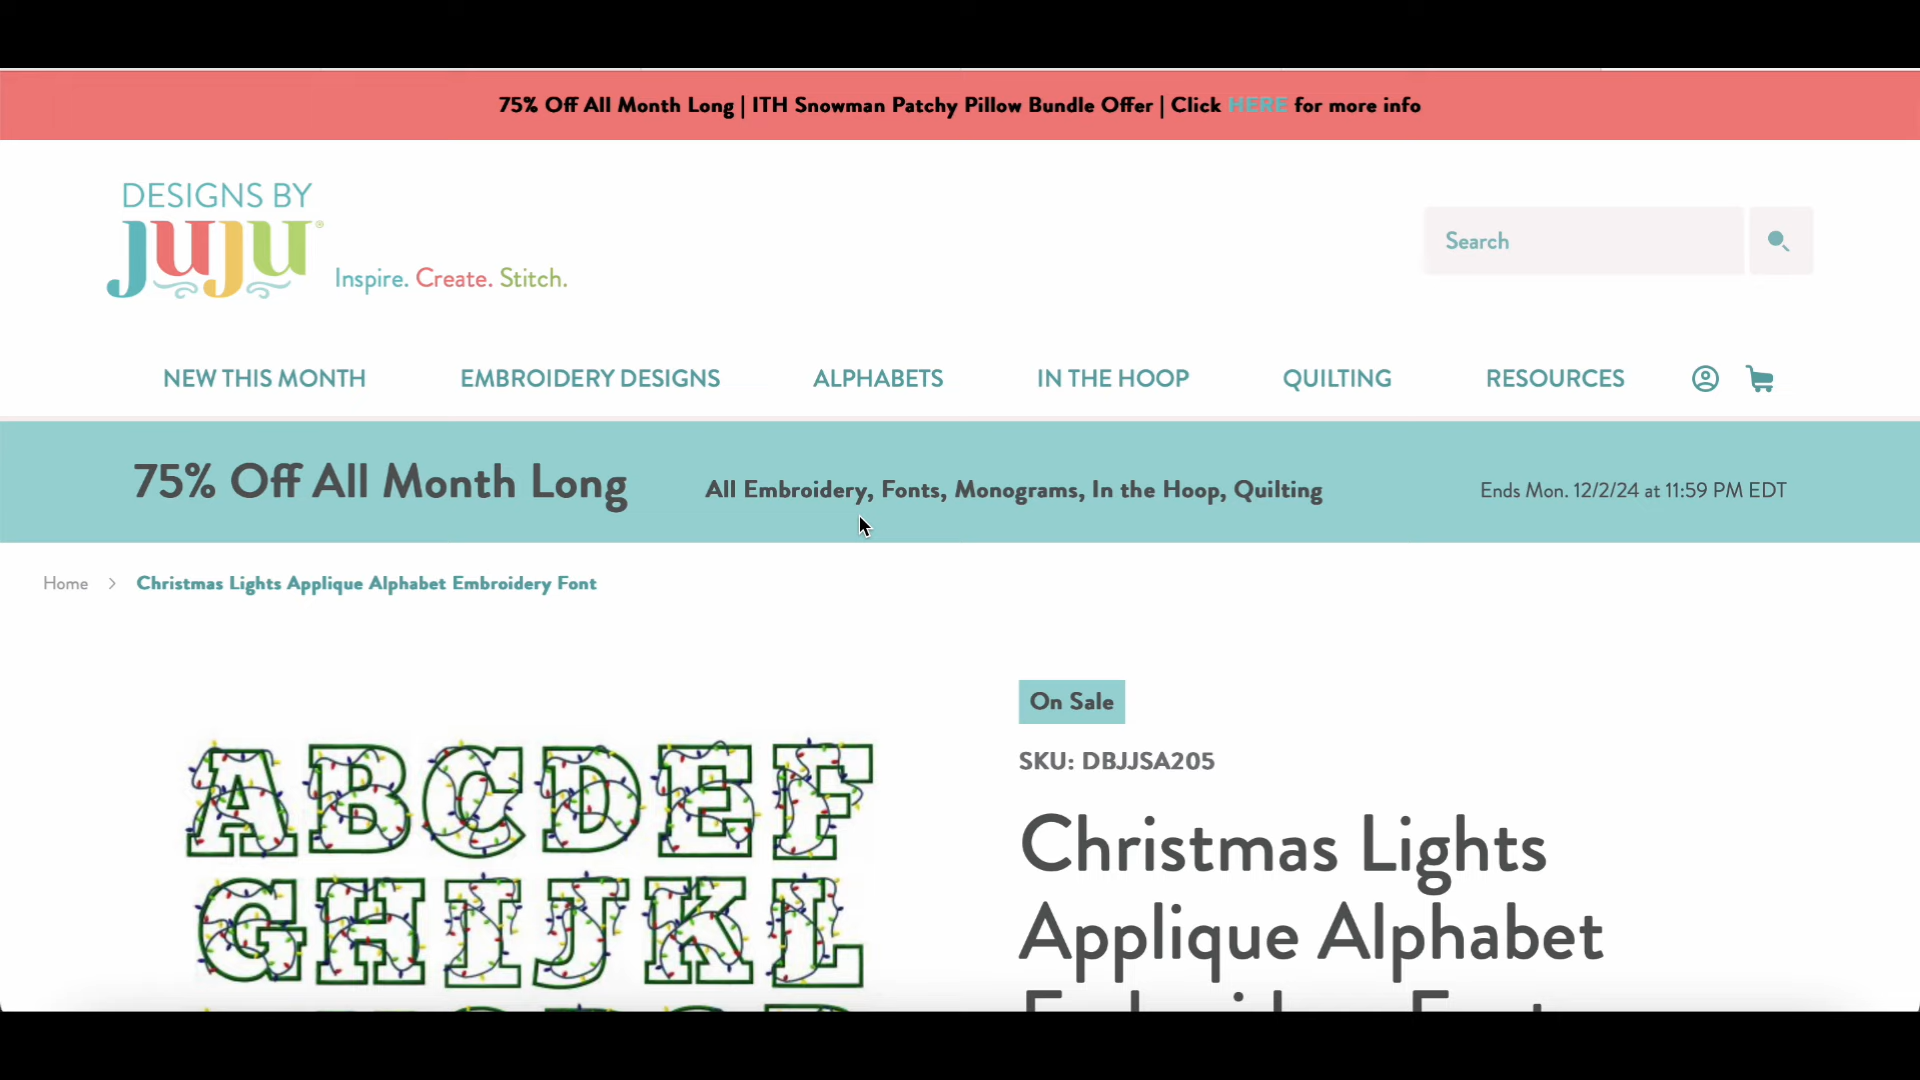 75% Off All Month Long | ITH Snowman Patchy Pillow Bundle Offer | Click HERE for more info
DESIGNS BY
JUJU®
Inspire. Create. Stitch.
Search
NEW THIS MONTH EMBROIDERY DESIGNS ALPHABETS IN THE HOOP QUILTING RESOURCES
75% Off All Month Long All Embroidery, Fonts, Monograms, In the Hoop, Quilting Ends Mon. 12/2/24 at 11:59 PM EDT
Home > Christmas Lights Applique Alphabet Embroidery Font
On Sale
SKU: DBJJSA205
Christmas Lights
Applique Alphabet
Embroidery Font
A B C D E F
G H I J K L